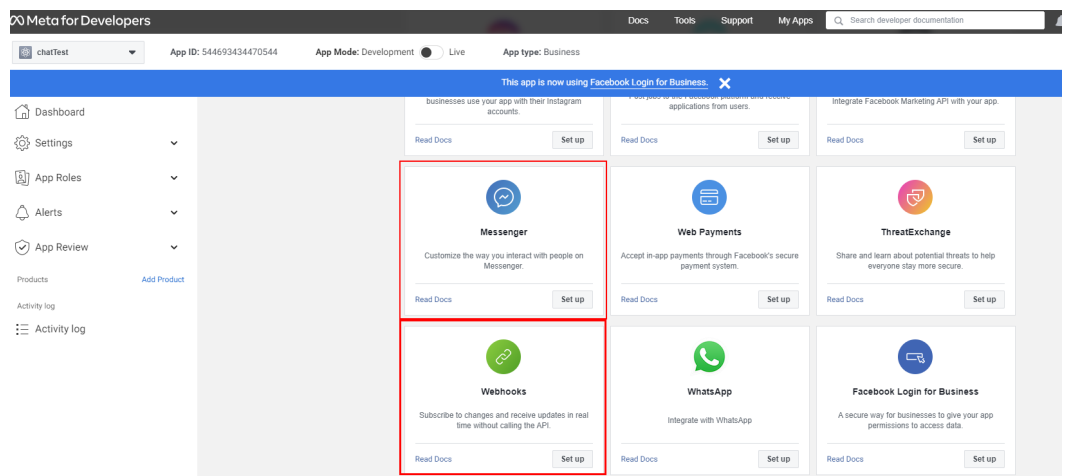 Meta for Developers
Docs Tools Support My Apps Search developer documentation
chatTest App ID: 544693434470544 App Mode: Development Live App type: Business
This app is now using Facebook Login for Business.
Dashboard
Settings
App Roles
Alerts
App Review
Products Add Product
Activity log
Activity log
businesses use your app with their Instagram
accounts.
Read Docs Set up
applications from users.
Read Docs Set up
Integrate Facebook Marketing API with your app.
Read Docs Set up
Messenger
Customize the way you interact with people on
Messenger.
Read Docs Set up
Web Payments
Accept in-app payments through Facebook's secure
payment system.
Read Docs Set up
ThreatExchange
Share and learn about potential threats to help
everyone stay more secure.
Read Docs Set up
Webhooks
Subscribe to changes and receive updates in real
time without calling the API.
Read Docs Set up
WhatsApp
Integrate with WhatsApp
Read Docs Set up
Facebook Login for Business
A secure way for businesses to give your app
permissions to access data.
Read Docs Set up